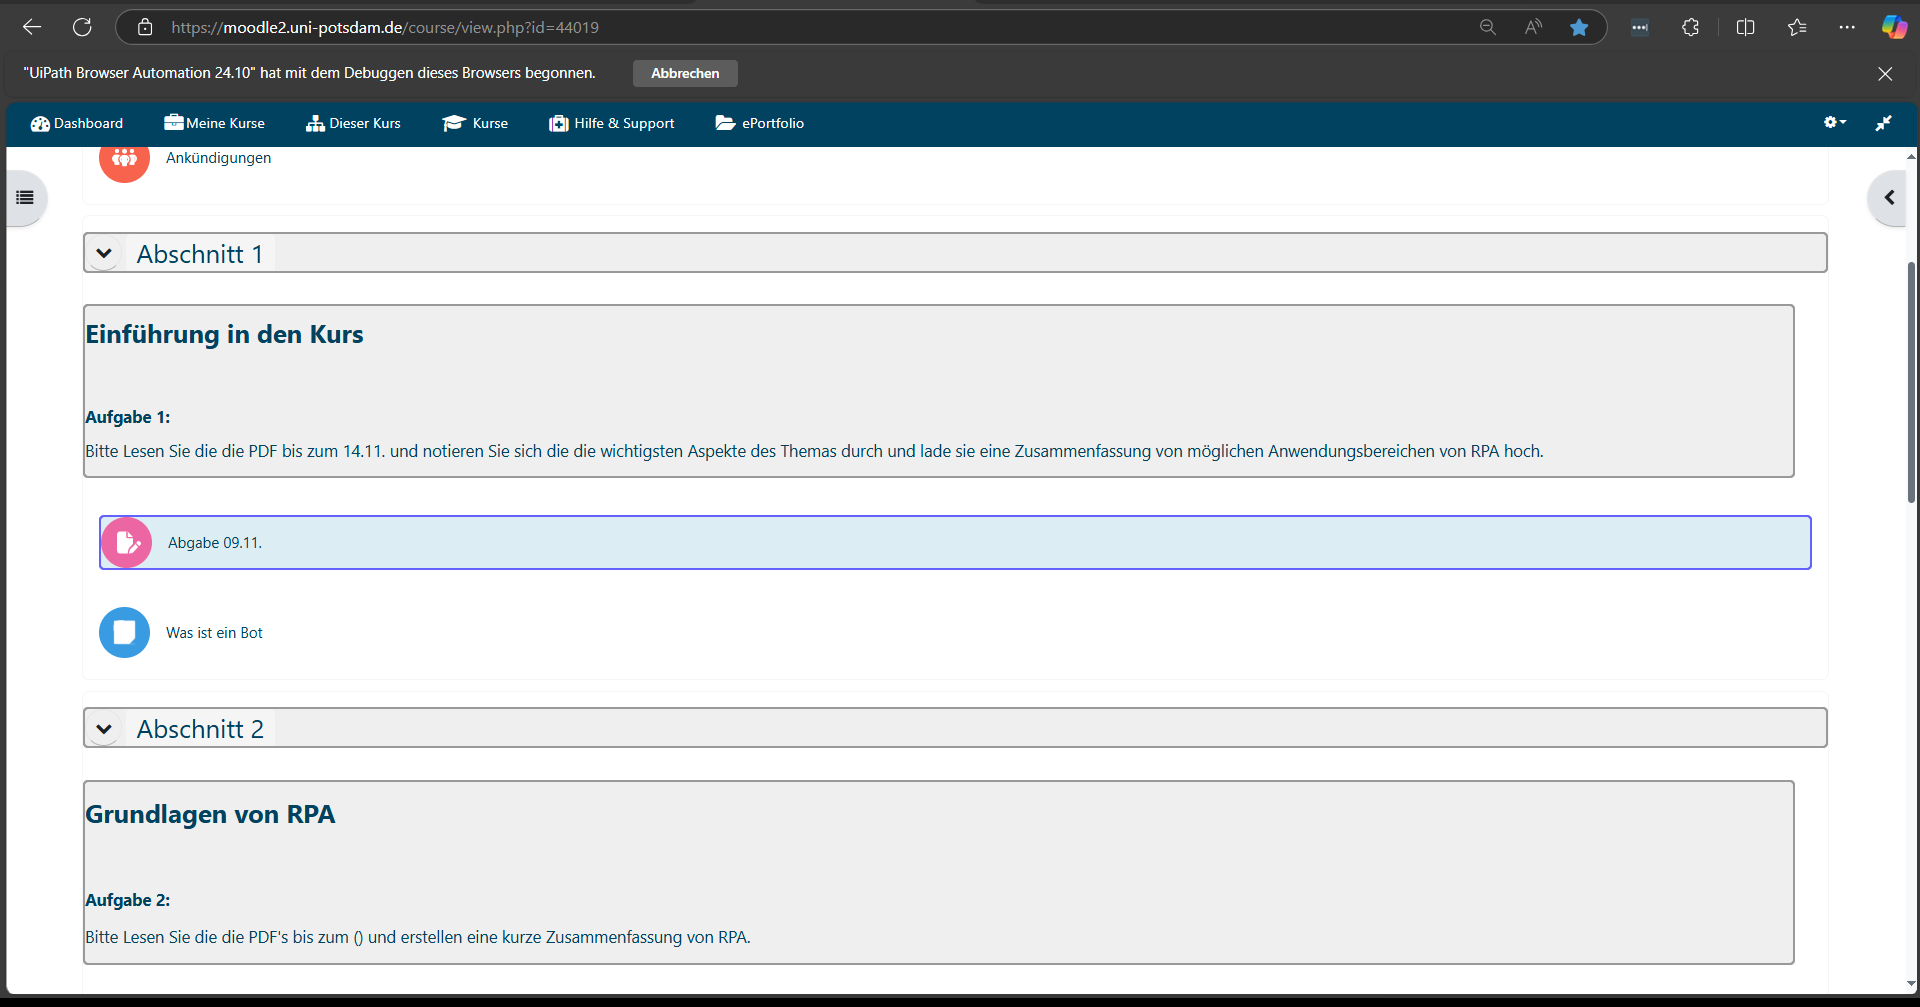 https://moodle2.uni-potsdam.de/course/view.php?id=44019
"UiPath Browser Automation 24.10" hat mit dem Debuggen dieses Browsers begonnen.
Abbrechen
Dashboard
Meine Kurse
Dieser Kurs
Kurse
Hilfe & Support
ePortfolio
Ankündigungen
Abschnitt 1
Einführung in den Kurs
Aufgabe 1:
Bitte Lesen Sie die die PDF bis zum 14.11. und notieren Sie sich die die wichtigsten Aspekte des Themas durch und lade sie eine Zusammenfassung von möglichen Anwendungsbereichen von RPA hoch.
Abgabe 09.11.
Was ist ein Bot
Abschnitt 2
Grundlagen von RPA
Aufgabe 2:
Bitte Lesen Sie die die PDF's bis zum () und erstellen eine kurze Zusammenfassung von RPA.